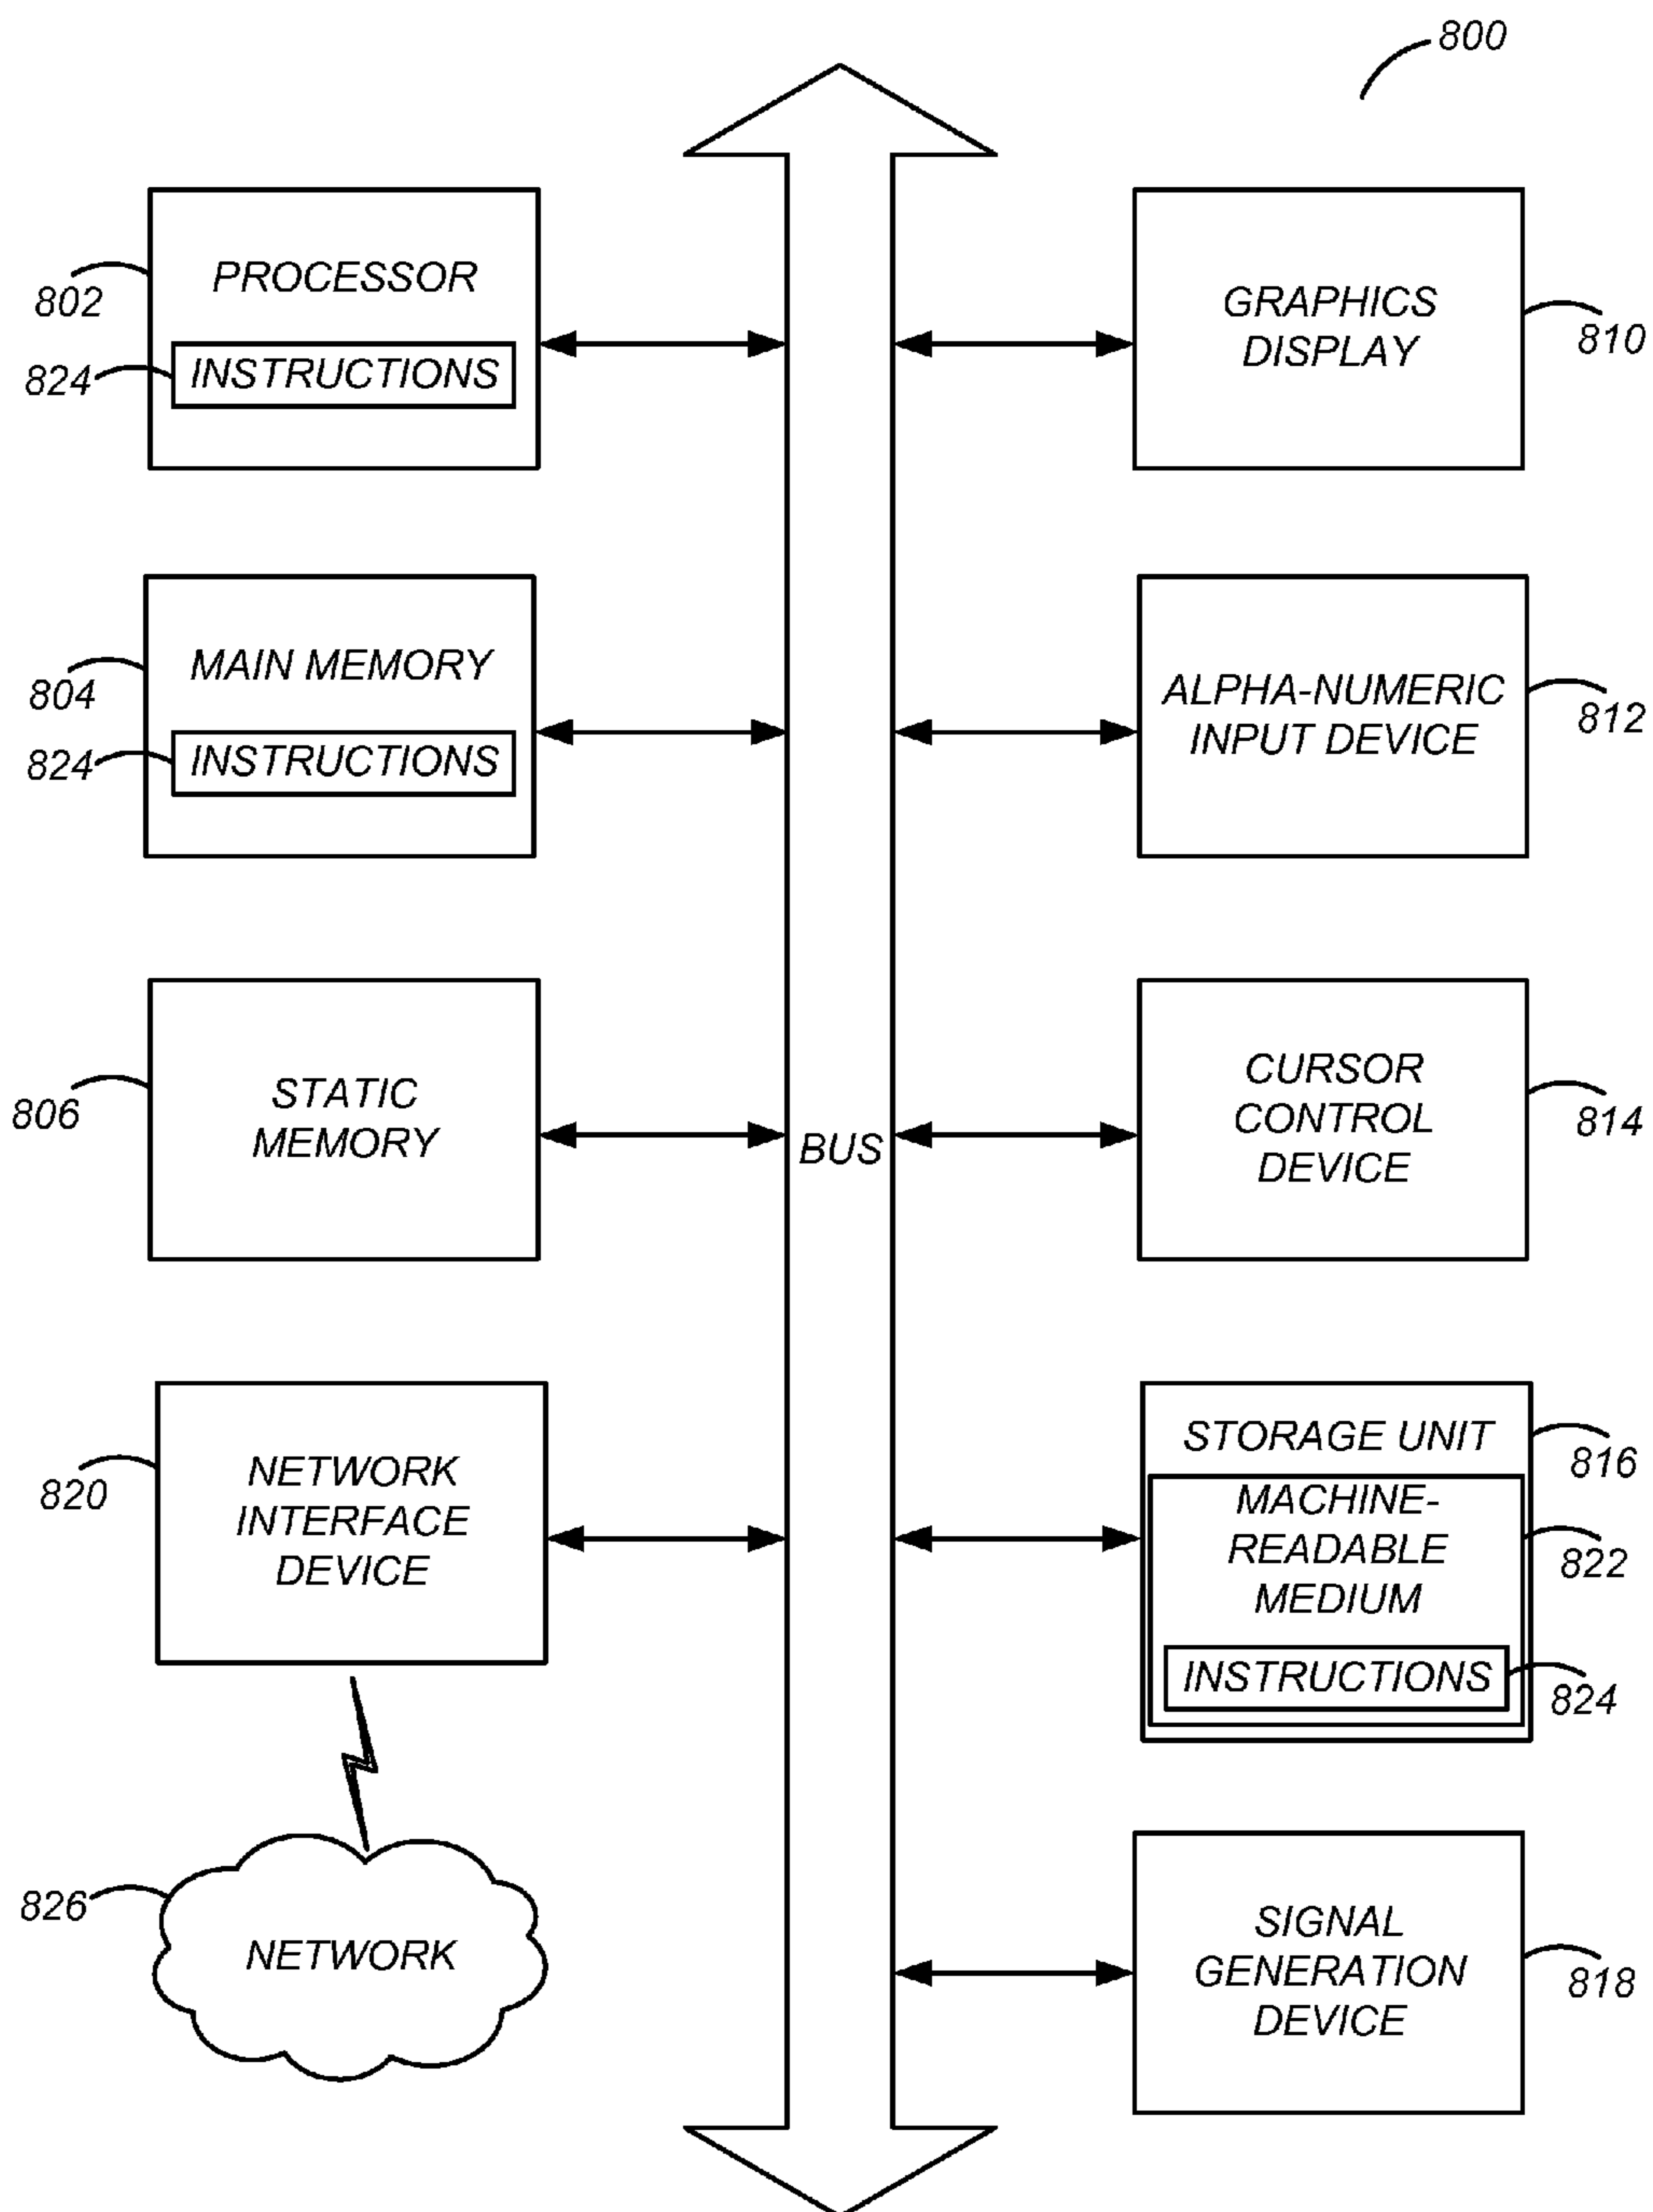 800
PROCESSOR
802
824
INSTRUCTIONS
GRAPHICS
DISPLAY
810
MAIN MEMORY
804
824
INSTRUCTIONS
ALPHA-NUMERIC
INPUT DEVICE
812
STATIC
MEMORY
806
BUS
CURSOR
CONTROL
DEVICE
814
NETWORK
INTERFACE
DEVICE
820
STORAGE UNIT
816
MACHINE-
READABLE
MEDIUM
822
INSTRUCTIONS
824
826
NETWORK
SIGNAL
GENERATION
DEVICE
818